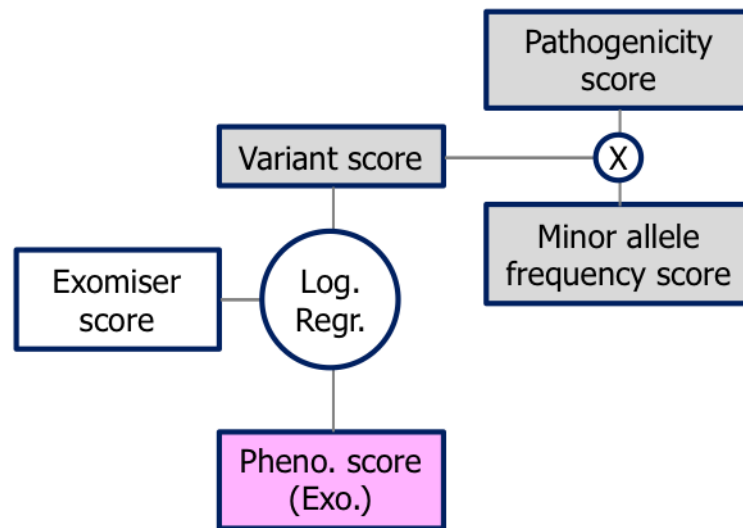 Pathogenicity
score
Variant score
X
Minor allele
frequency score
Exomiser
score
Log.
Regr.
Pheno. score
(Exo.)